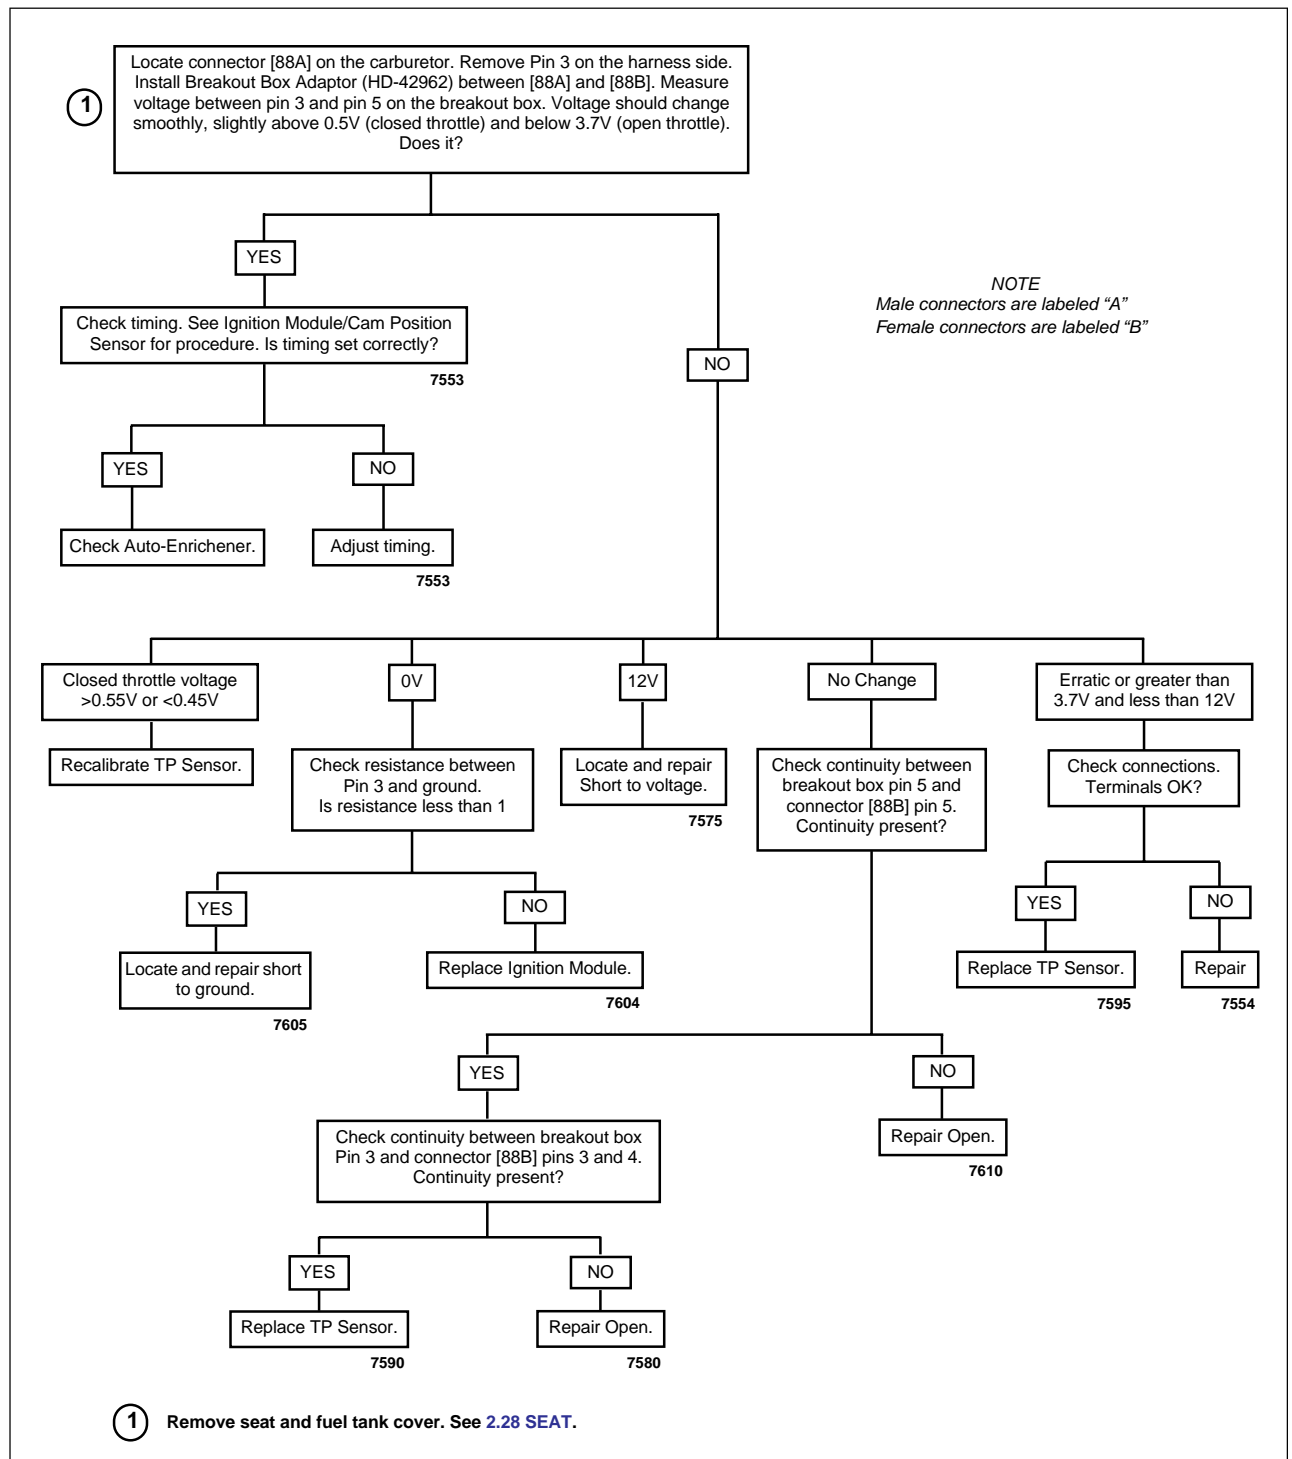 Locate connector [88A] on the carburetor. Remove Pin 3 on the harness side.
Install Breakout Box Adaptor (HD-42962) between [88A] and [88B]. Measure
voltage between pin 3 and pin 5 on the breakout box. Voltage should change
smoothly, slightly above 0.5V (closed throttle) and below 3.7V (open throttle).
Does it?
1
YES
NOTE
Male connectors are labeled “A”
Female connectors are labeled “B”
Check timing. See Ignition Module/Cam Position
Sensor for procedure. Is timing set correctly?
7553
NO
YES
NO
Check Auto-Enrichener.
Adjust timing.
7553
Closed throttle voltage
>0.55V or <0.45V
0V
12V
No Change
Erratic or greater than
3.7V and less than 12V
Recalibrate TP Sensor.
Check resistance between
Pin 3 and ground.
Is resistance less than 1
Locate and repair
Short to voltage.
7575
Check continuity between
breakout box pin 5 and
connector [88B] pin 5.
Continuity present?
Check connections.
Terminals OK?
YES
NO
YES
NO
Locate and repair short
to ground.
7605
Replace Ignition Module.
7604
Replace TP Sensor.
7595
Repair
7554
YES
NO
Check continuity between breakout box
Pin 3 and connector [88B] pins 3 and 4.
Continuity present?
Repair Open.
7610
YES
NO
Replace TP Sensor.
7590
Repair Open.
7580
1 Remove seat and fuel tank cover. See 2.28 SEAT.